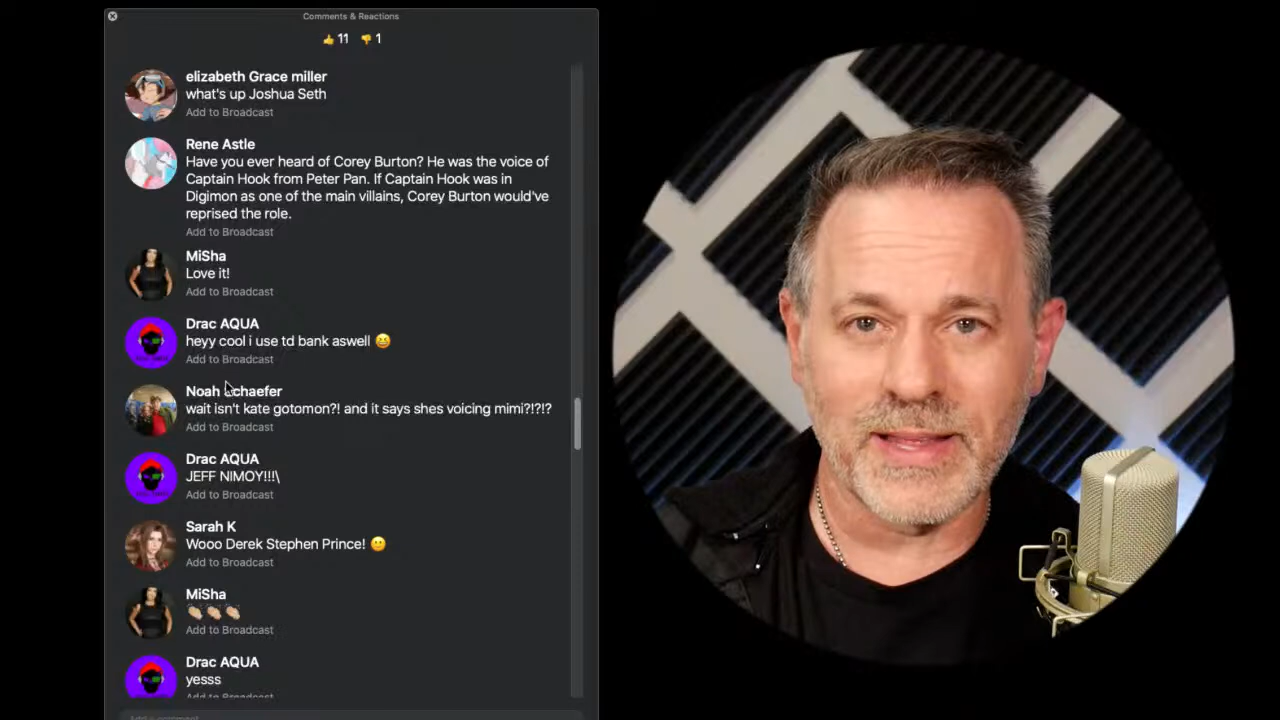 Comments & Reactions
👍 11 👎 1
elizabeth Grace miller
what's up Joshua Seth
Add to Broadcast
Rene Astle
Have you ever heard of Corey Burton? He was the voice of
Captain Hook from Peter Pan. If Captain Hook was in
Digimon as one of the main villains, Corey Burton would've
reprised the role.
Add to Broadcast
MiSha
Love it!
Add to Broadcast
Drac AQUA
heyy cool i use td bank aswell 😆
Add to Broadcast
Noah Schaefer
wait isn't kate gotomon?! and it says shes voicing mimi?!?!?
Add to Broadcast
Drac AQUA
JEFF NIMOY!!!\
Add to Broadcast
Sarah K
Wooo Derek Stephen Prince! 🙂
Add to Broadcast
MiSha
👏🏼👏🏼👏🏼
Add to Broadcast
Drac AQUA
yesss
Add to Broadcast